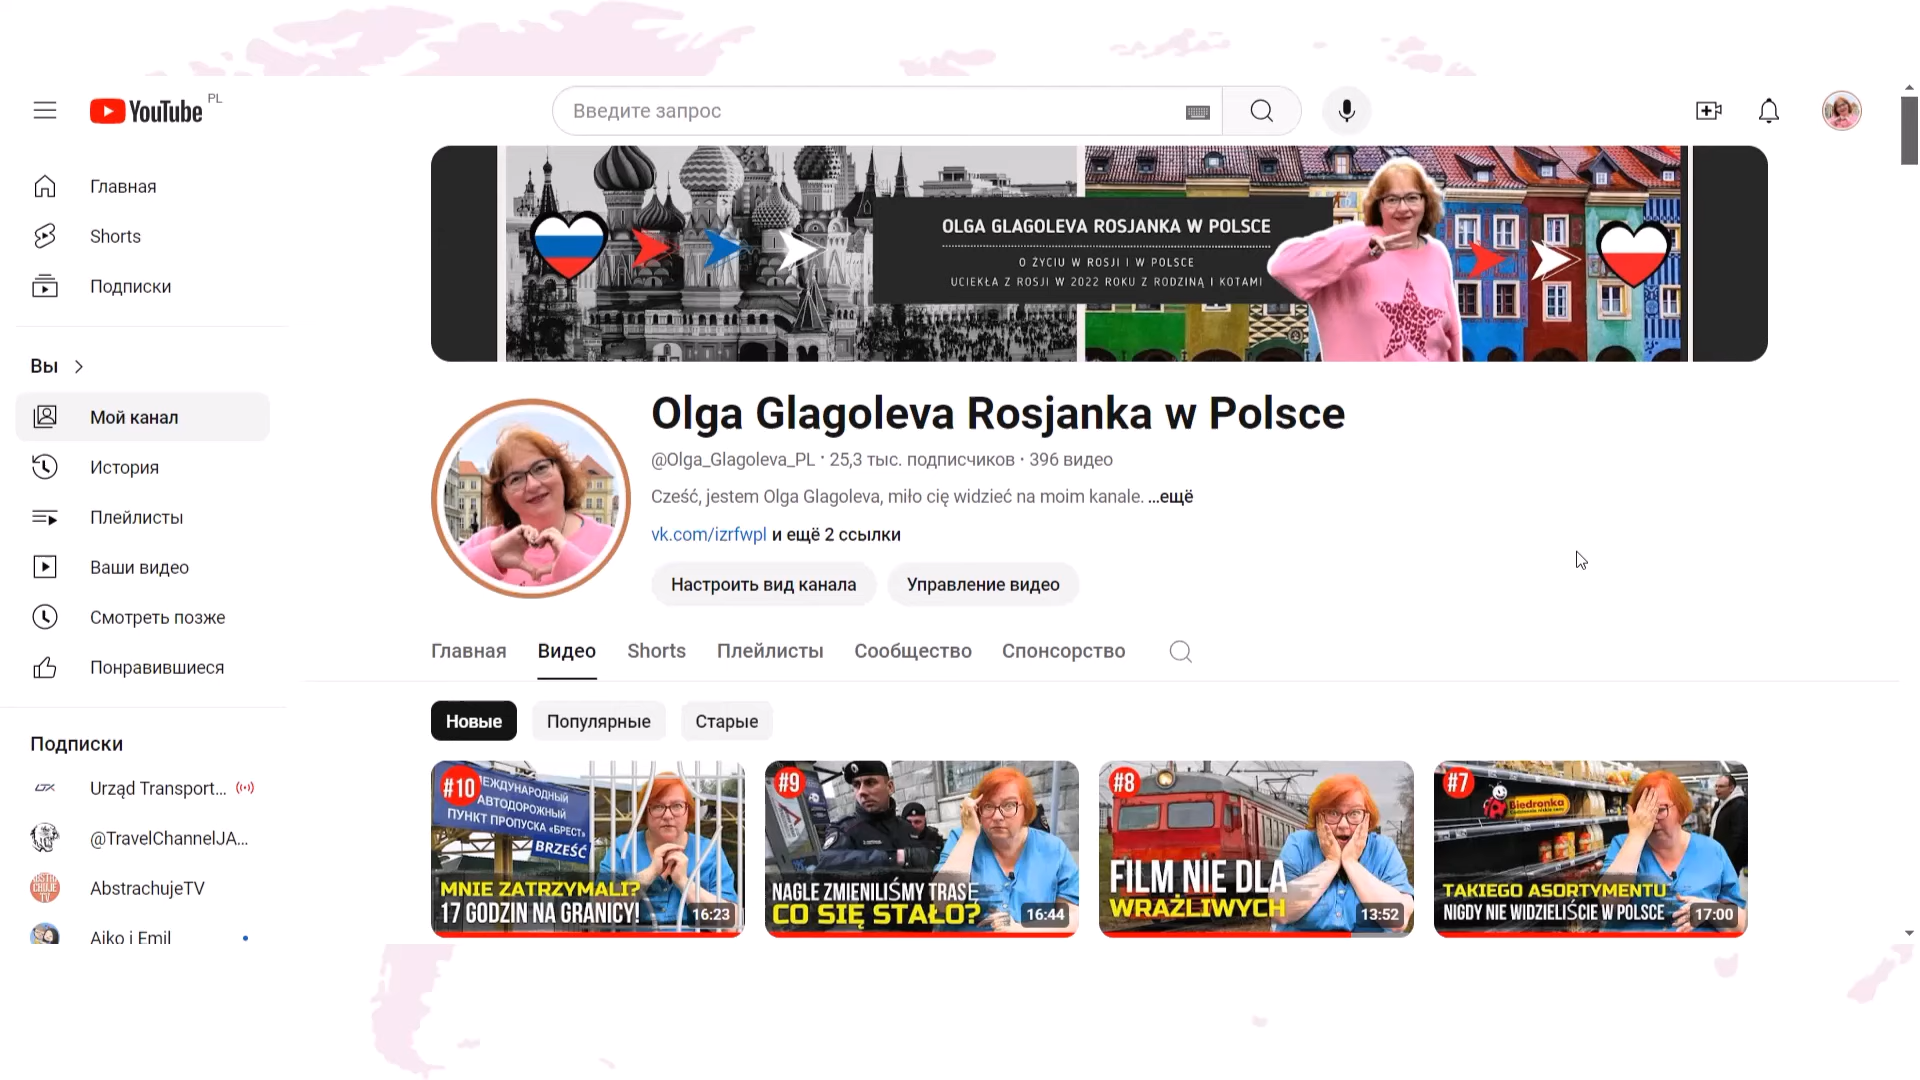 YouTube PL
Введите запрос
Главная
Shorts
Подписки
Вы
Мой канал
История
Плейлисты
Ваши видео
Смотреть позже
Понравившиеся
Подписки
Urząd Transport...
@TravelChannelJA...
AbstrachujeTV
Aiko i Emil
OLGA GLAGOLEVA ROSJANKA W POLSCE
O ŻYCIU W ROSJI I W POLSCE
UCIEKŁA Z ROSJI W 2022 ROKU Z RODZINĄ I KOTAMI
Olga Glagoleva Rosjanka w Polsce
@Olga_Glagoleva_PL · 25,3 тыс. подписчиков · 396 видео
Cześć, jestem Olga Glagoleva, miło cię widzieć na moim kanale. ...ещё
vk.com/izrfwpl и ещё 2 ссылки
Настроить вид канала
Управление видео
Главная Видео Shorts Плейлисты Сообщество Спонсорство
Новые Популярные Старые
#10
ЕЖДУНАРОДНЫЙ
АВТОДОРОЖНЫЙ
ПУНКТ ПРОПУСКА «БРЕСТ»
BRZEŚĆ
MNIE ZATRZYMALI?
17 GODZIN NA GRANICY!
16:23
#9
NAGLE ZMIENILIŚMY TRASĘ
CO SIĘ STAŁO?
16:44
#8
FILM NIE DLA
WRAŻLIWYCH
13:52
#7
Biedronka
TAKIEGO ASORTYMENTU
NIGDY NIE WIDZIELIŚCIE W POLSCE
17:00